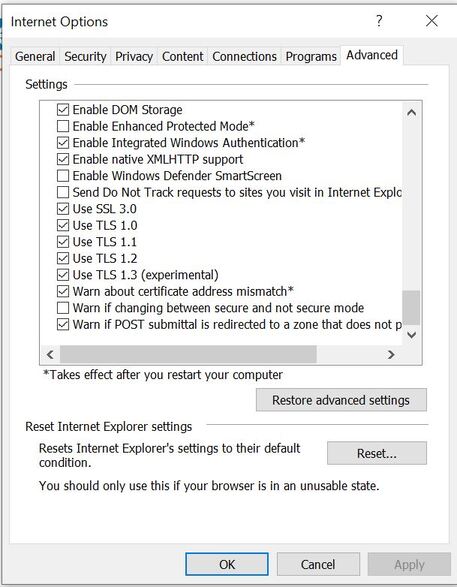 Internet Options
?
General Security Privacy Content Connections Programs Advanced
Settings
Enable DOM Storage
Enable Enhanced Protected Mode*
Enable Integrated Windows Authentication*
Enable native XMLHTTP support
Enable Windows Defender SmartScreen
Send Do Not Track requests to sites you visit in Internet Explo
Use SSL 3.0
Use TLS 1.0
Use TLS 1.1
Use TLS 1.2
Use TLS 1.3 (experimental)
Warn about certificate address mismatch*
Warn if changing between secure and not secure mode
Warn if POST submittal is redirected to a zone that does not p
*Takes effect after you restart your computer
Restore advanced settings
Reset Internet Explorer settings
Resets Internet Explorer's settings to their default
condition.
Reset...
You should only use this if your browser is in an unusable state.
OK Cancel Apply